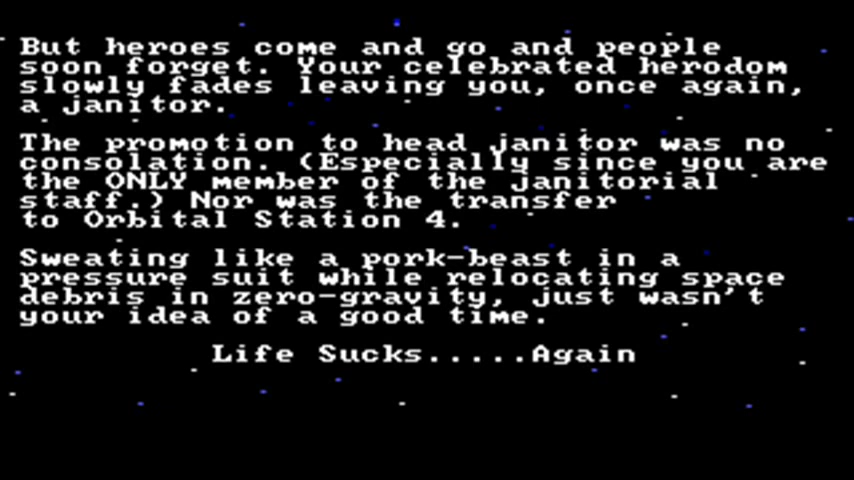 But heroes come and go and people
soon forget. Your celebrated herodom
slowly fades leaving you, once again,
a janitor.
The promotion to head janitor was no
consolation. (Especially since you are
the ONLY member of the janitorial
staff.) Nor was the transfer
to Orbital Station 4.
Sweating like a pork-beast in a
pressure suit while relocating space
debris in zero-gravity, just wasn't
your idea of a good time.
Life Sucks.....Again